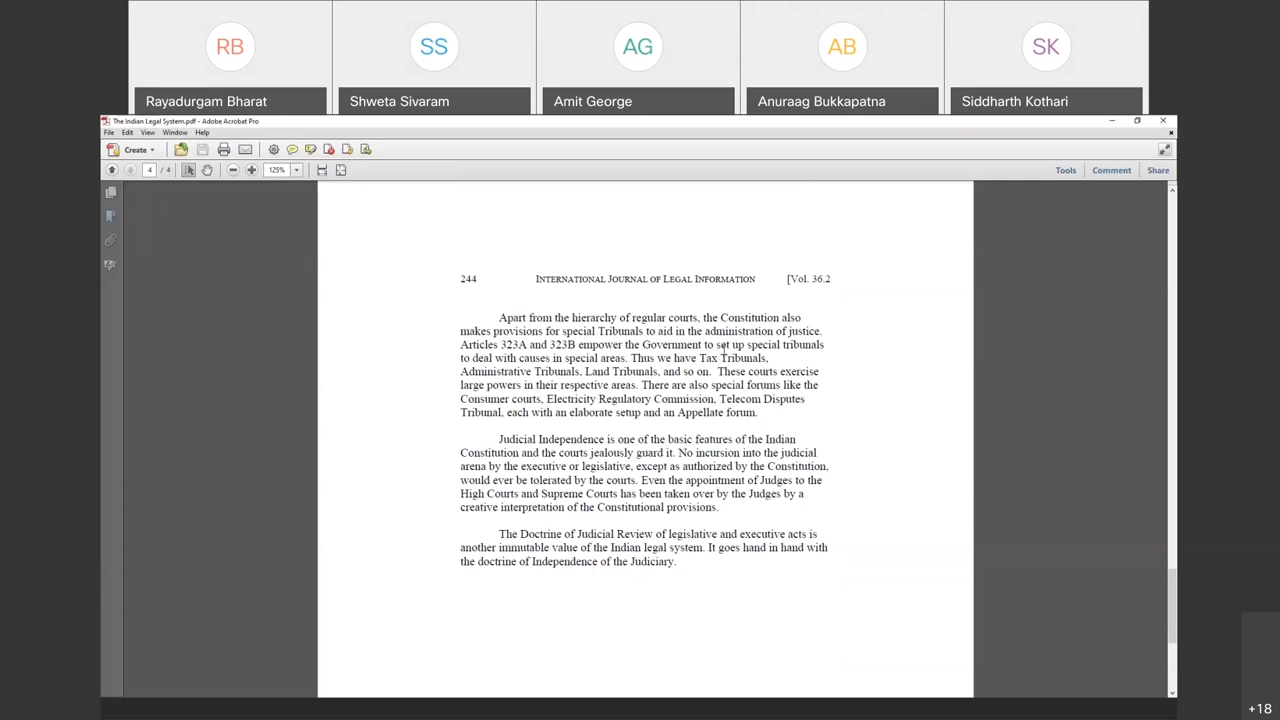 RB
SS
AG
AB
SK
Rayadurgam Bharat
Shweta Sivaram
Amit George
Anuraag Bukkapatna
Siddharth Kothari
The Indian Legal System.pdf - Adobe Acrobat Pro
File Edit View Window Help
Create
4 / 4
125%
Tools
Comment
Share
244 INTERNATIONAL JOURNAL OF LEGAL INFORMATION [Vol. 36.2
Apart from the hierarchy of regular courts, the Constitution also
makes provisions for special Tribunals to aid in the administration of justice.
Articles 323A and 323B empower the Government to set up special tribunals
to deal with causes in special areas. Thus we have Tax Tribunals,
Administrative Tribunals, Land Tribunals, and so on. These courts exercise
large powers in their respective areas. There are also special forums like the
Consumer courts, Electricity Regulatory Commission, Telecom Disputes
Tribunal, each with an elaborate setup and an Appellate forum.
Judicial Independence is one of the basic features of the Indian
Constitution and the courts jealously guard it. No incursion into the judicial
arena by the executive or legislative, except as authorized by the Constitution,
would ever be tolerated by the courts. Even the appointment of Judges to the
High Courts and Supreme Courts has been taken over by the Judges by a
creative interpretation of the Constitutional provisions.
The Doctrine of Judicial Review of legislative and executive acts is
another immutable value of the Indian legal system. It goes hand in hand with
the doctrine of Independence of the Judiciary.
+18